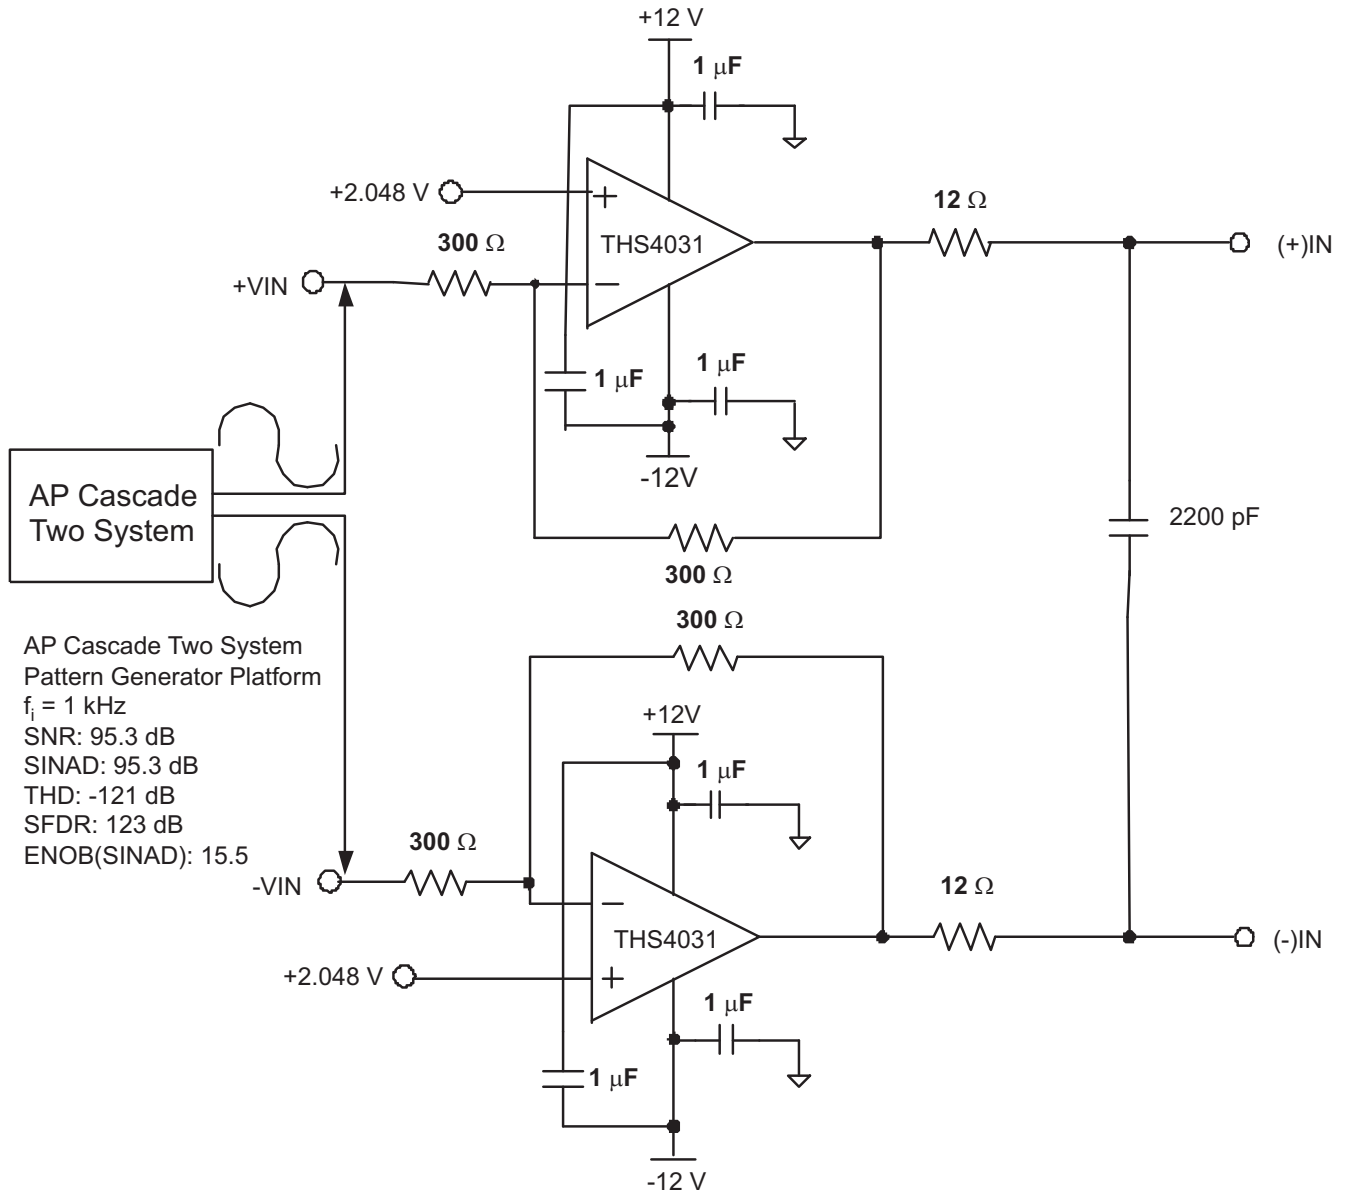 +12 V
1 μF
+2.048 V
+
THS4031
12 Ω
(+)IN
300 Ω
+VIN
−
1 μF
1 μF
-12V
AP Cascade
Two System
300 Ω
2200 pF
300 Ω
AP Cascade Two System
Pattern Generator Platform
fi = 1 kHz
SNR: 95.3 dB
SINAD: 95.3 dB
THD: -121 dB
SFDR: 123 dB
ENOB(SINAD): 15.5
+12V
1 μF
300 Ω
-VIN
−
THS4031
+
12 Ω
(-)IN
+2.048 V
1 μF
1 μF
-12 V